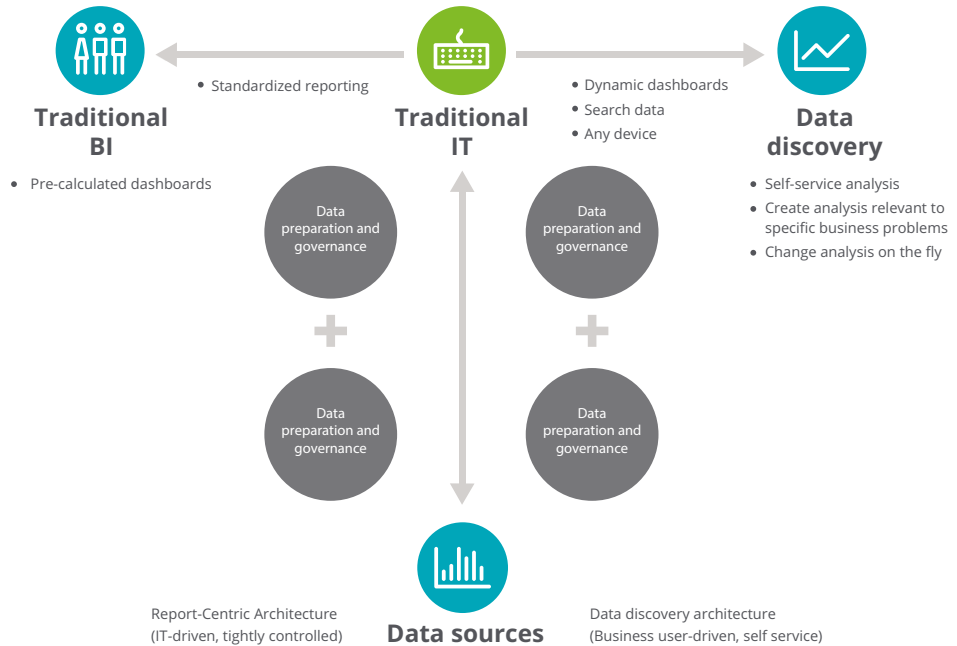 • Standardized reporting
• Dynamic dashboards
• Search data
• Any device
Traditional
BI
Traditional
IT
Data
discovery
• Pre-calculated dashboards
• Self-service analysis
• Create analysis relevant to
specific business problems
• Change analysis on the fly
Data
preparation and
governance
Data
preparation and
governance
Data
preparation and
governance
Data
preparation and
governance
Report-Centric Architecture
(IT-driven, tightly controlled)
Data sources
Data discovery architecture
(Business user-driven, self service)